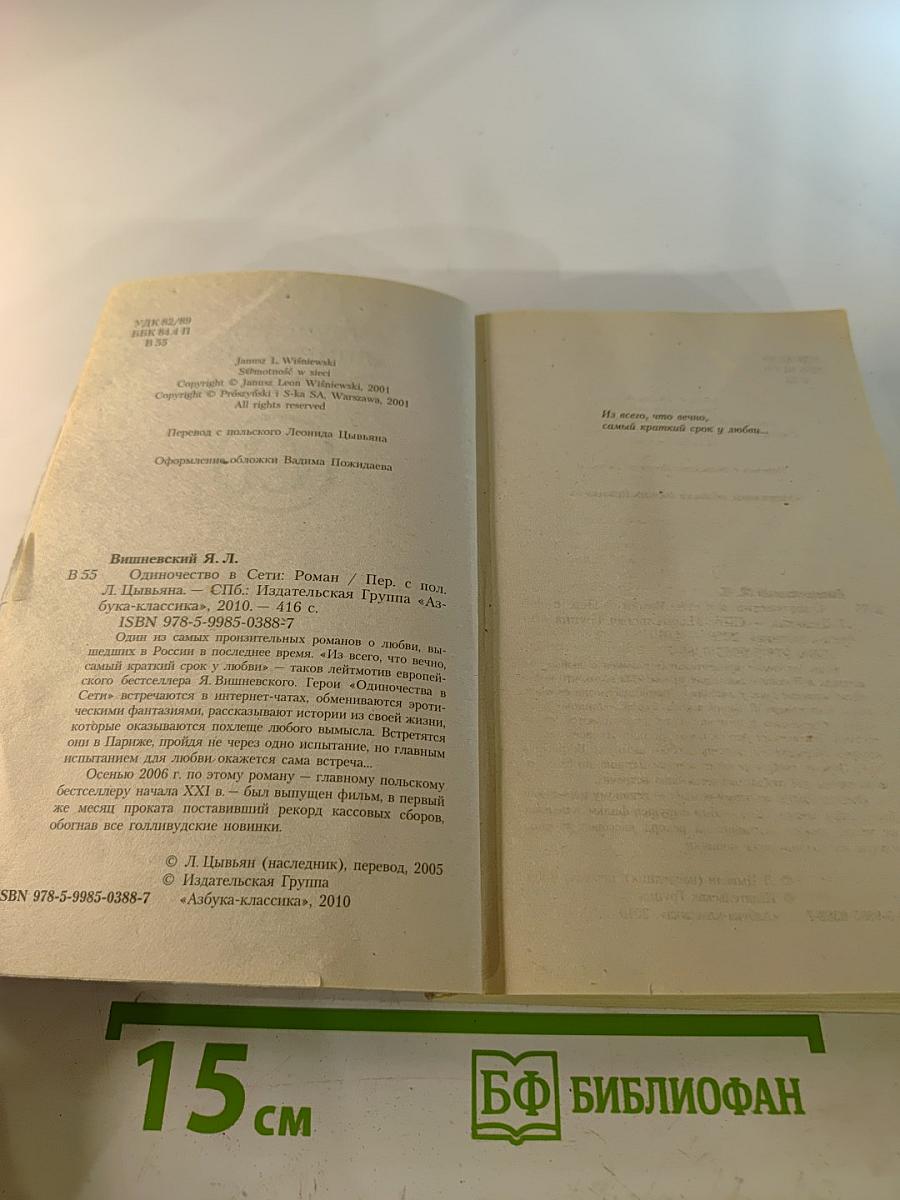 УДК 82/89
ББК 84.4 П
В 55
Janusz L. Wiśniewski
S@motność w sieci
Copyright © Janusz Leon Wiśniewski, 2001
Copyright © Prószyński i S-ka SA, Warszawa, 2001
All rights reserved
Перевод с польского Леонида Цывьяна
Оформление обложки Вадима Пожидаева
Вишневский Я. Л.
В 55 Одиночество в Сети: Роман / Пер. с пол.
Л. Цывьяна. — СПб.: Издательская Группа «Аз-
бука-классика», 2010. — 416 с.
ISBN 978-5-9985-0388-7
Один из самых пронзительных романов о любви, вы-
шедших в России в последнее время. «Из всего, что вечно,
самый краткий срок у любви» — таков лейтмотив европей-
ского бестселлера Я. Вишневского. Герои «Одиночества в
Сети» встречаются в интернет-чатах, обмениваются эроти-
ческими фантазиями, рассказывают истории из своей жизни,
которые оказываются похлеще любого вымысла. Встретятся
они в Париже, пройдя не через одно испытание, но главным
испытанием для любви окажется сама встреча...
Осенью 2006 г. по этому роману — главному польскому
бестселлеру начала XXI в. — был выпущен фильм, в первый
же месяц проката поставивший рекорд кассовых сборов,
обогнав все голливудские новинки.
© Л. Цывьян (наследник), перевод, 2005
© Издательская Группа
«Азбука-классика», 2010
SBN 978-5-9985-0388-7
Из всего, что вечно,
самый краткий срок у любви...
15 см
БФ БИБЛИОФАН